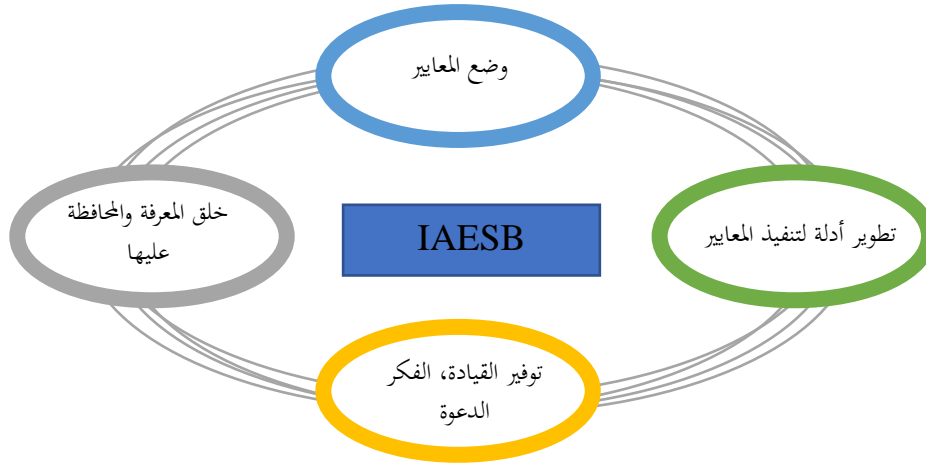 وضع المعايير
تطوير أدلة لتنفيذ المعايير
IAESB
خلق المعرفة والمحافظة
عليها
توفير القيادة، الفكر
الدعوة